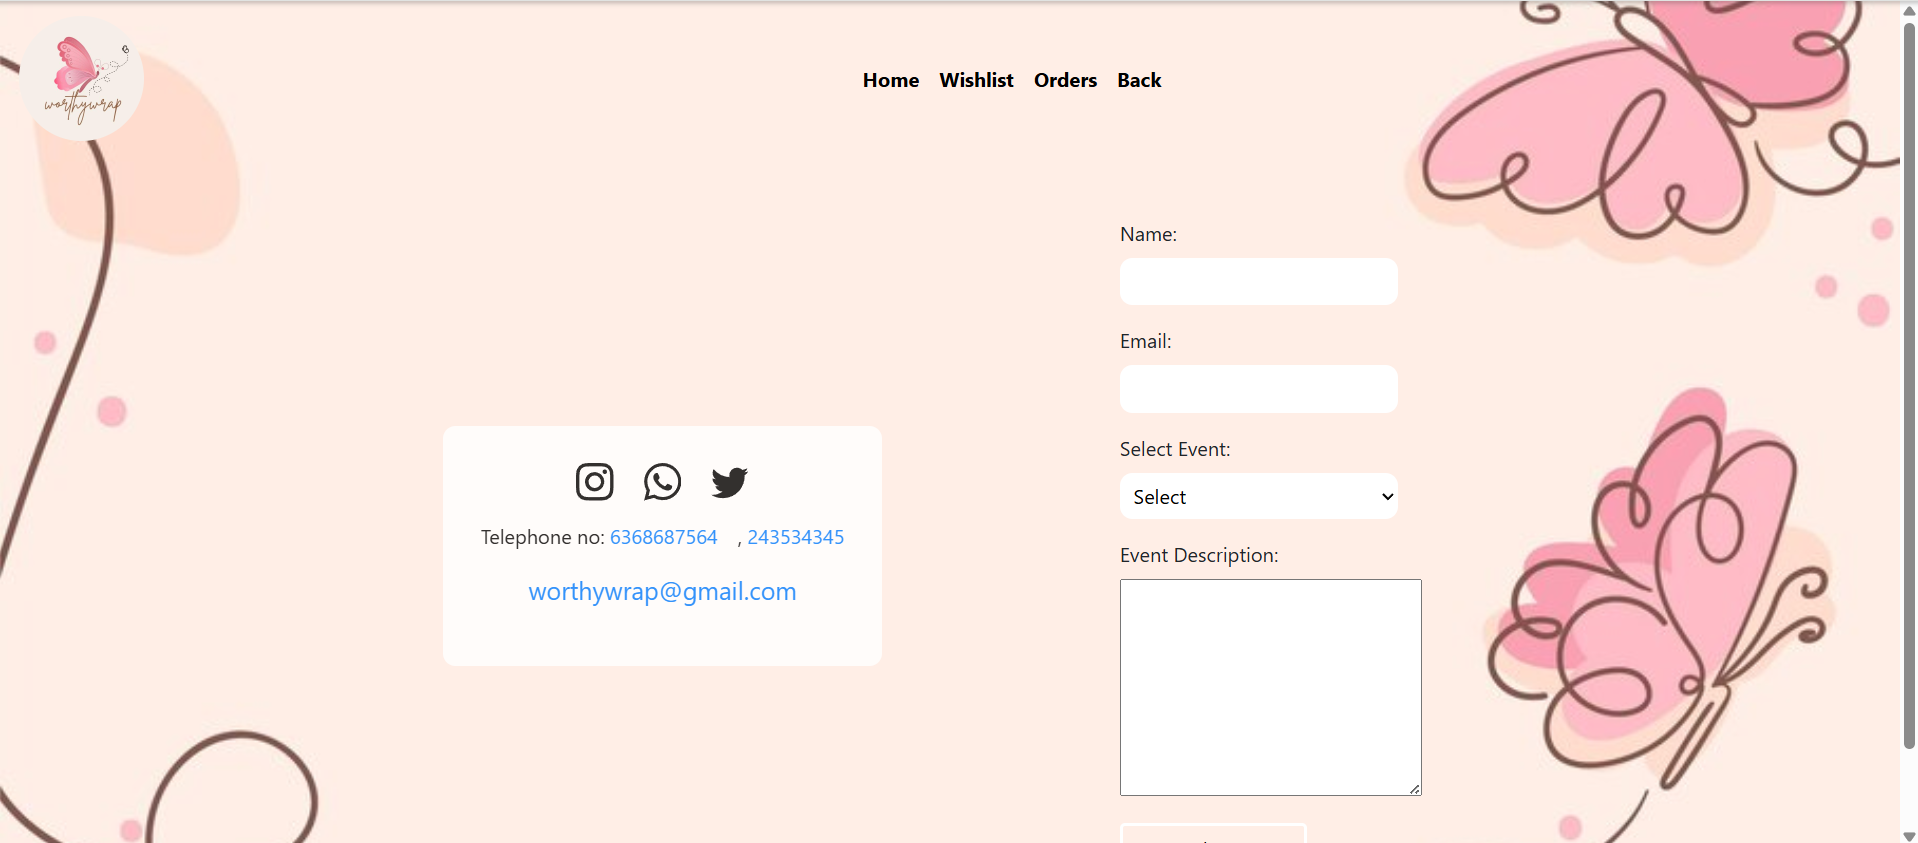 worthywrap
Home Wishlist Orders Back
Name:
Email:
Select Event:
Select
Event Description:
Telephone no: 6368687564 , 243534345
worthywrap@gmail.com